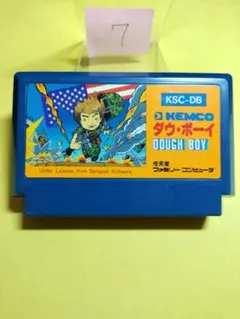 7
KSC-DB
KEMCO
ダウ・ボーイ
DOUGH BOY
任天堂
ファミリー コンピュータ
Under License from Synapse Software